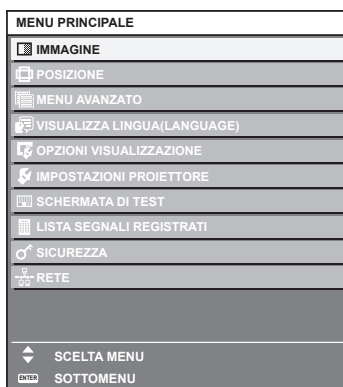 MENU PRINCIPALE
IMMAGINE
POSIZIONE
MENU AVANZATO
VISUALIZZA LINGUA(LANGUAGE)
OPZIONI VISUALIZZAZIONE
IMPOSTAZIONI PROIETTORE
SCHERMATA DI TEST
LISTA SEGNALI REGISTRATI
SICUREZZA
RETE
SCELTA MENU
ENTER SOTTOMENU